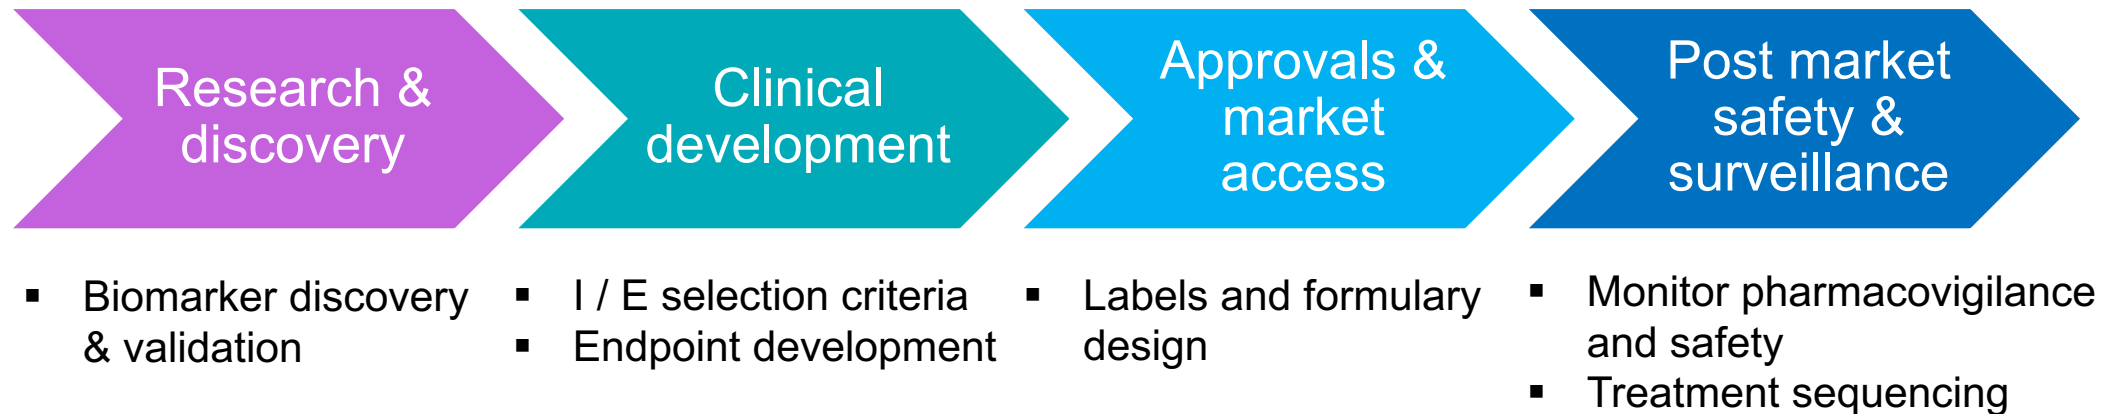 Research &
discovery
Clinical
development
Approvals &
market
access
Post market
safety &
surveillance
▪ Biomarker discovery
& validation
▪ I / E selection criteria
▪ Endpoint development
▪ Labels and formulary
design
▪ Monitor pharmacovigilance
and safety
▪ Treatment sequencing